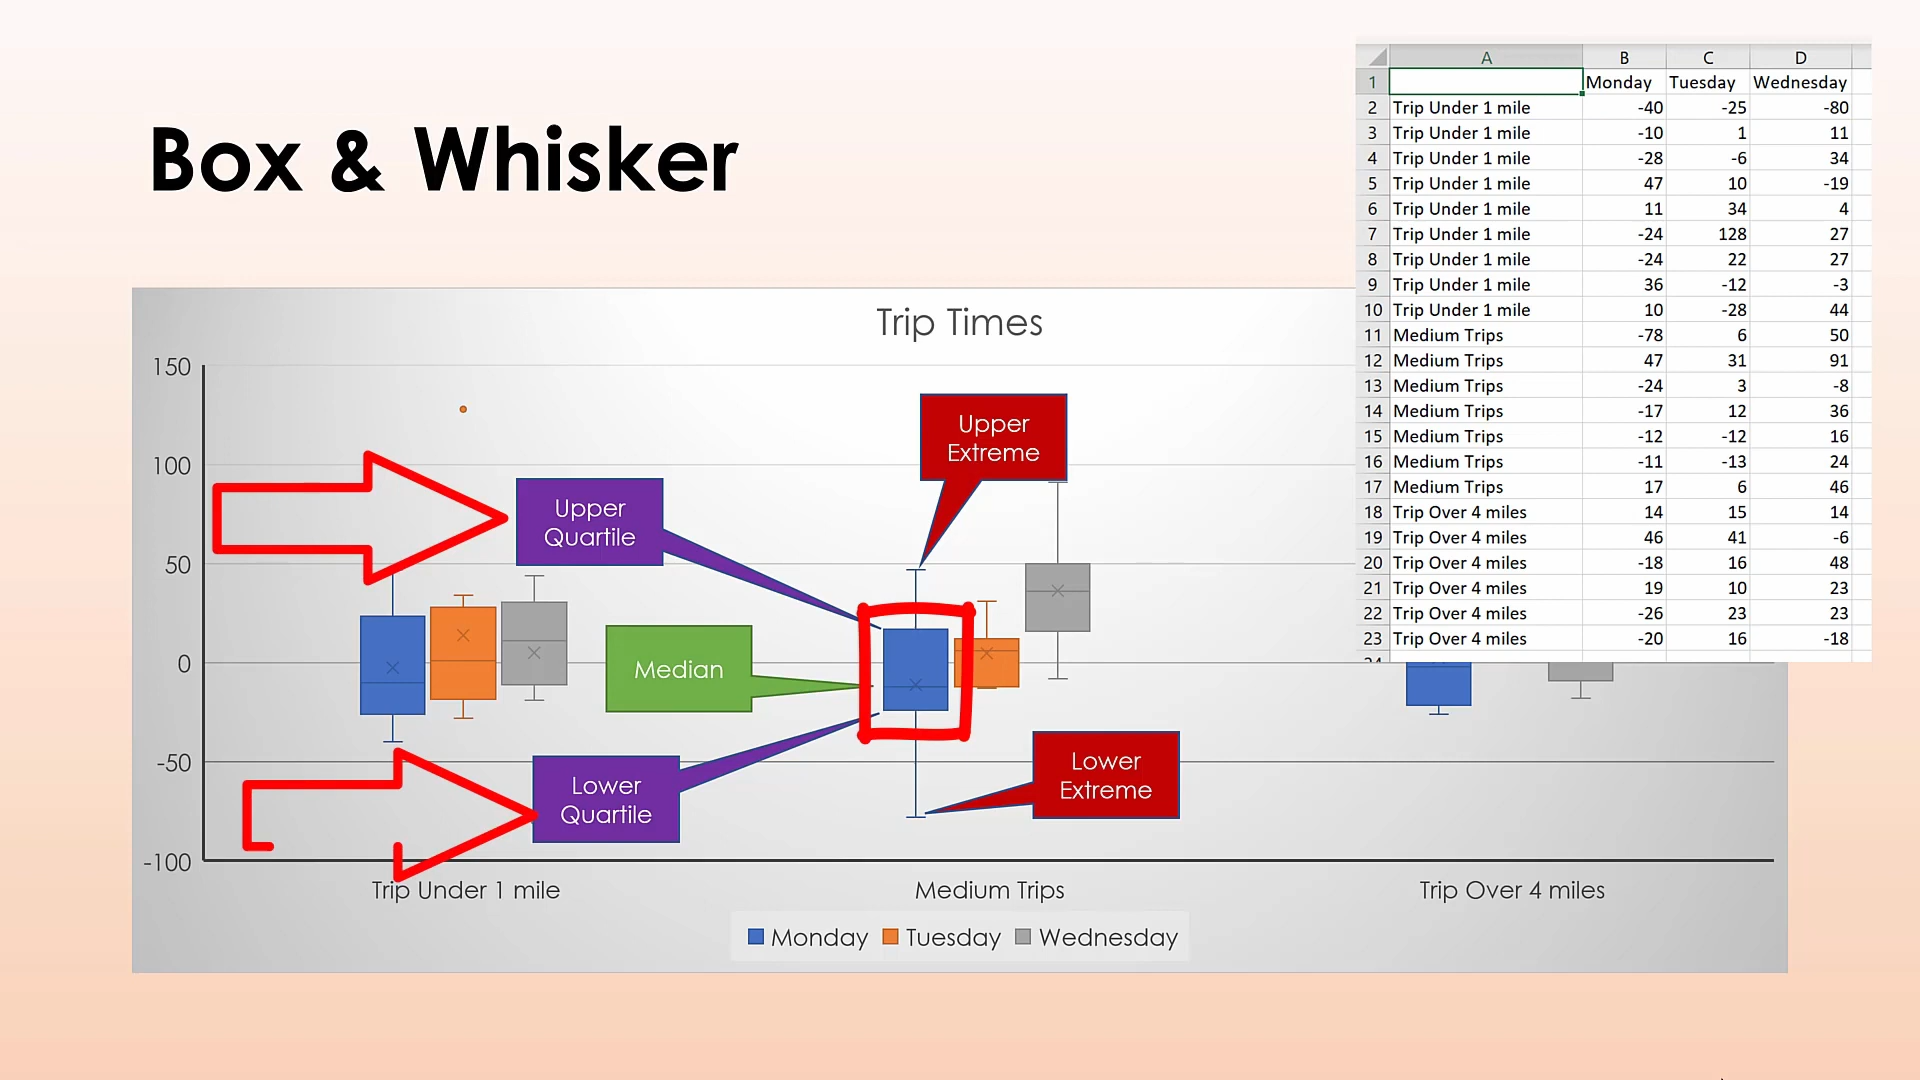 Box & Whisker
A B C D
1 Monday Tuesday Wednesday
2 Trip Under 1 mile -40 -25 -80
3 Trip Under 1 mile -10 1 11
4 Trip Under 1 mile -28 -6 34
5 Trip Under 1 mile 47 10 -19
6 Trip Under 1 mile 11 34 4
7 Trip Under 1 mile -24 128 27
8 Trip Under 1 mile -24 22 27
9 Trip Under 1 mile 36 -12 -3
10 Trip Under 1 mile 10 -28 44
11 Medium Trips -78 6 50
12 Medium Trips 47 31 91
13 Medium Trips -24 3 -8
14 Medium Trips -17 12 36
15 Medium Trips -12 -12 16
16 Medium Trips -11 -13 24
17 Medium Trips 17 6 46
18 Trip Over 4 miles 14 15 14
19 Trip Over 4 miles 46 41 -6
20 Trip Over 4 miles -18 16 48
21 Trip Over 4 miles 19 10 23
22 Trip Over 4 miles -26 23 23
23 Trip Over 4 miles -20 16 -18
Trip Times
150
100
50
0
-50
-100
Upper
Extreme
Upper
Quartile
Median
Lower
Quartile
Lower
Extreme
Trip Under 1 mile Medium Trips Trip Over 4 miles
Monday Tuesday Wednesday